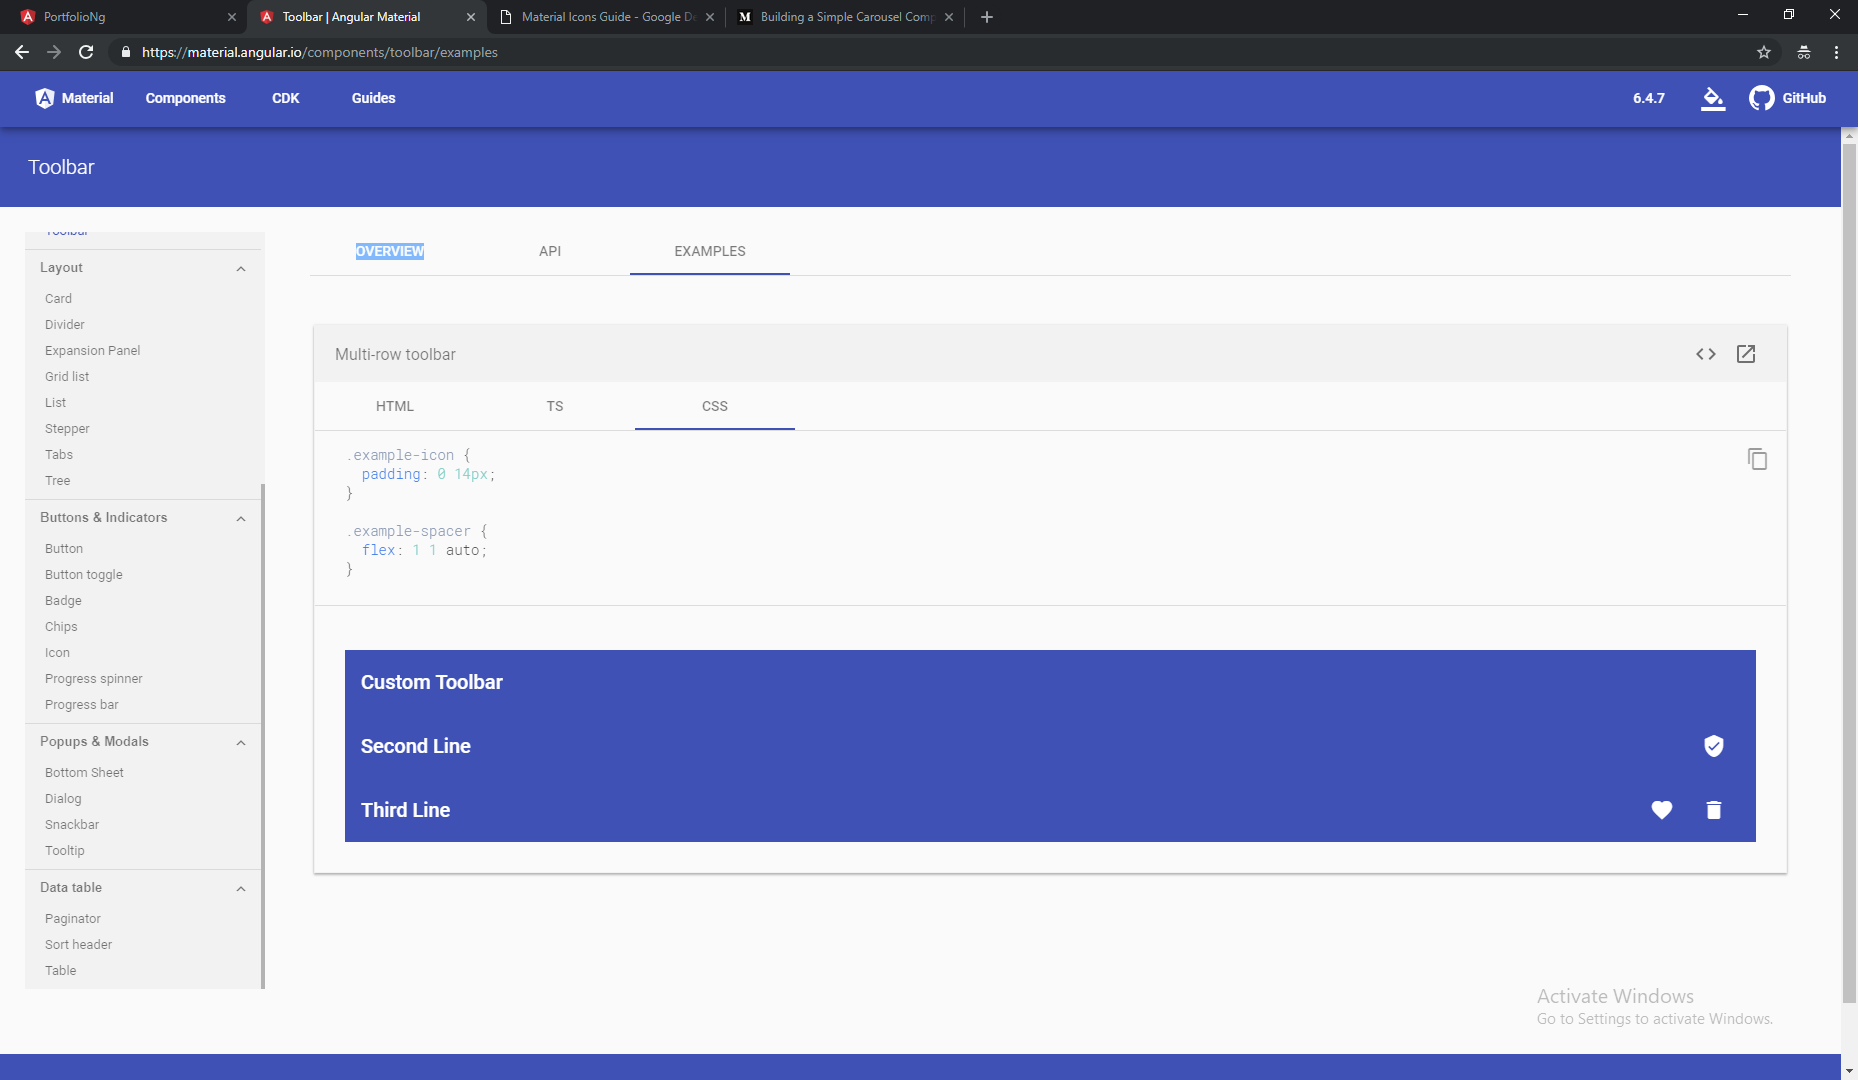 PortfolioNg
Toolbar | Angular Material
Material Icons Guide - Google De
Building a Simple Carousel Comp
https://material.angular.io/components/toolbar/examples
Material
Components
CDK
Guides
6.4.7
GitHub
Toolbar
Toolbar
OVERVIEW
API
EXAMPLES
Layout
Card
Divider
Expansion Panel
Grid list
List
Stepper
Tabs
Tree
Buttons & Indicators
Button
Button toggle
Badge
Chips
Icon
Progress spinner
Progress bar
Popups & Modals
Bottom Sheet
Dialog
Snackbar
Tooltip
Data table
Paginator
Sort header
Table
Multi-row toolbar
HTML
TS
CSS
.example-icon {
padding: 0 14px;
}
.example-spacer {
flex: 1 1 auto;
}
Custom Toolbar
Second Line
Third Line
Activate Windows
Go to Settings to activate Windows.